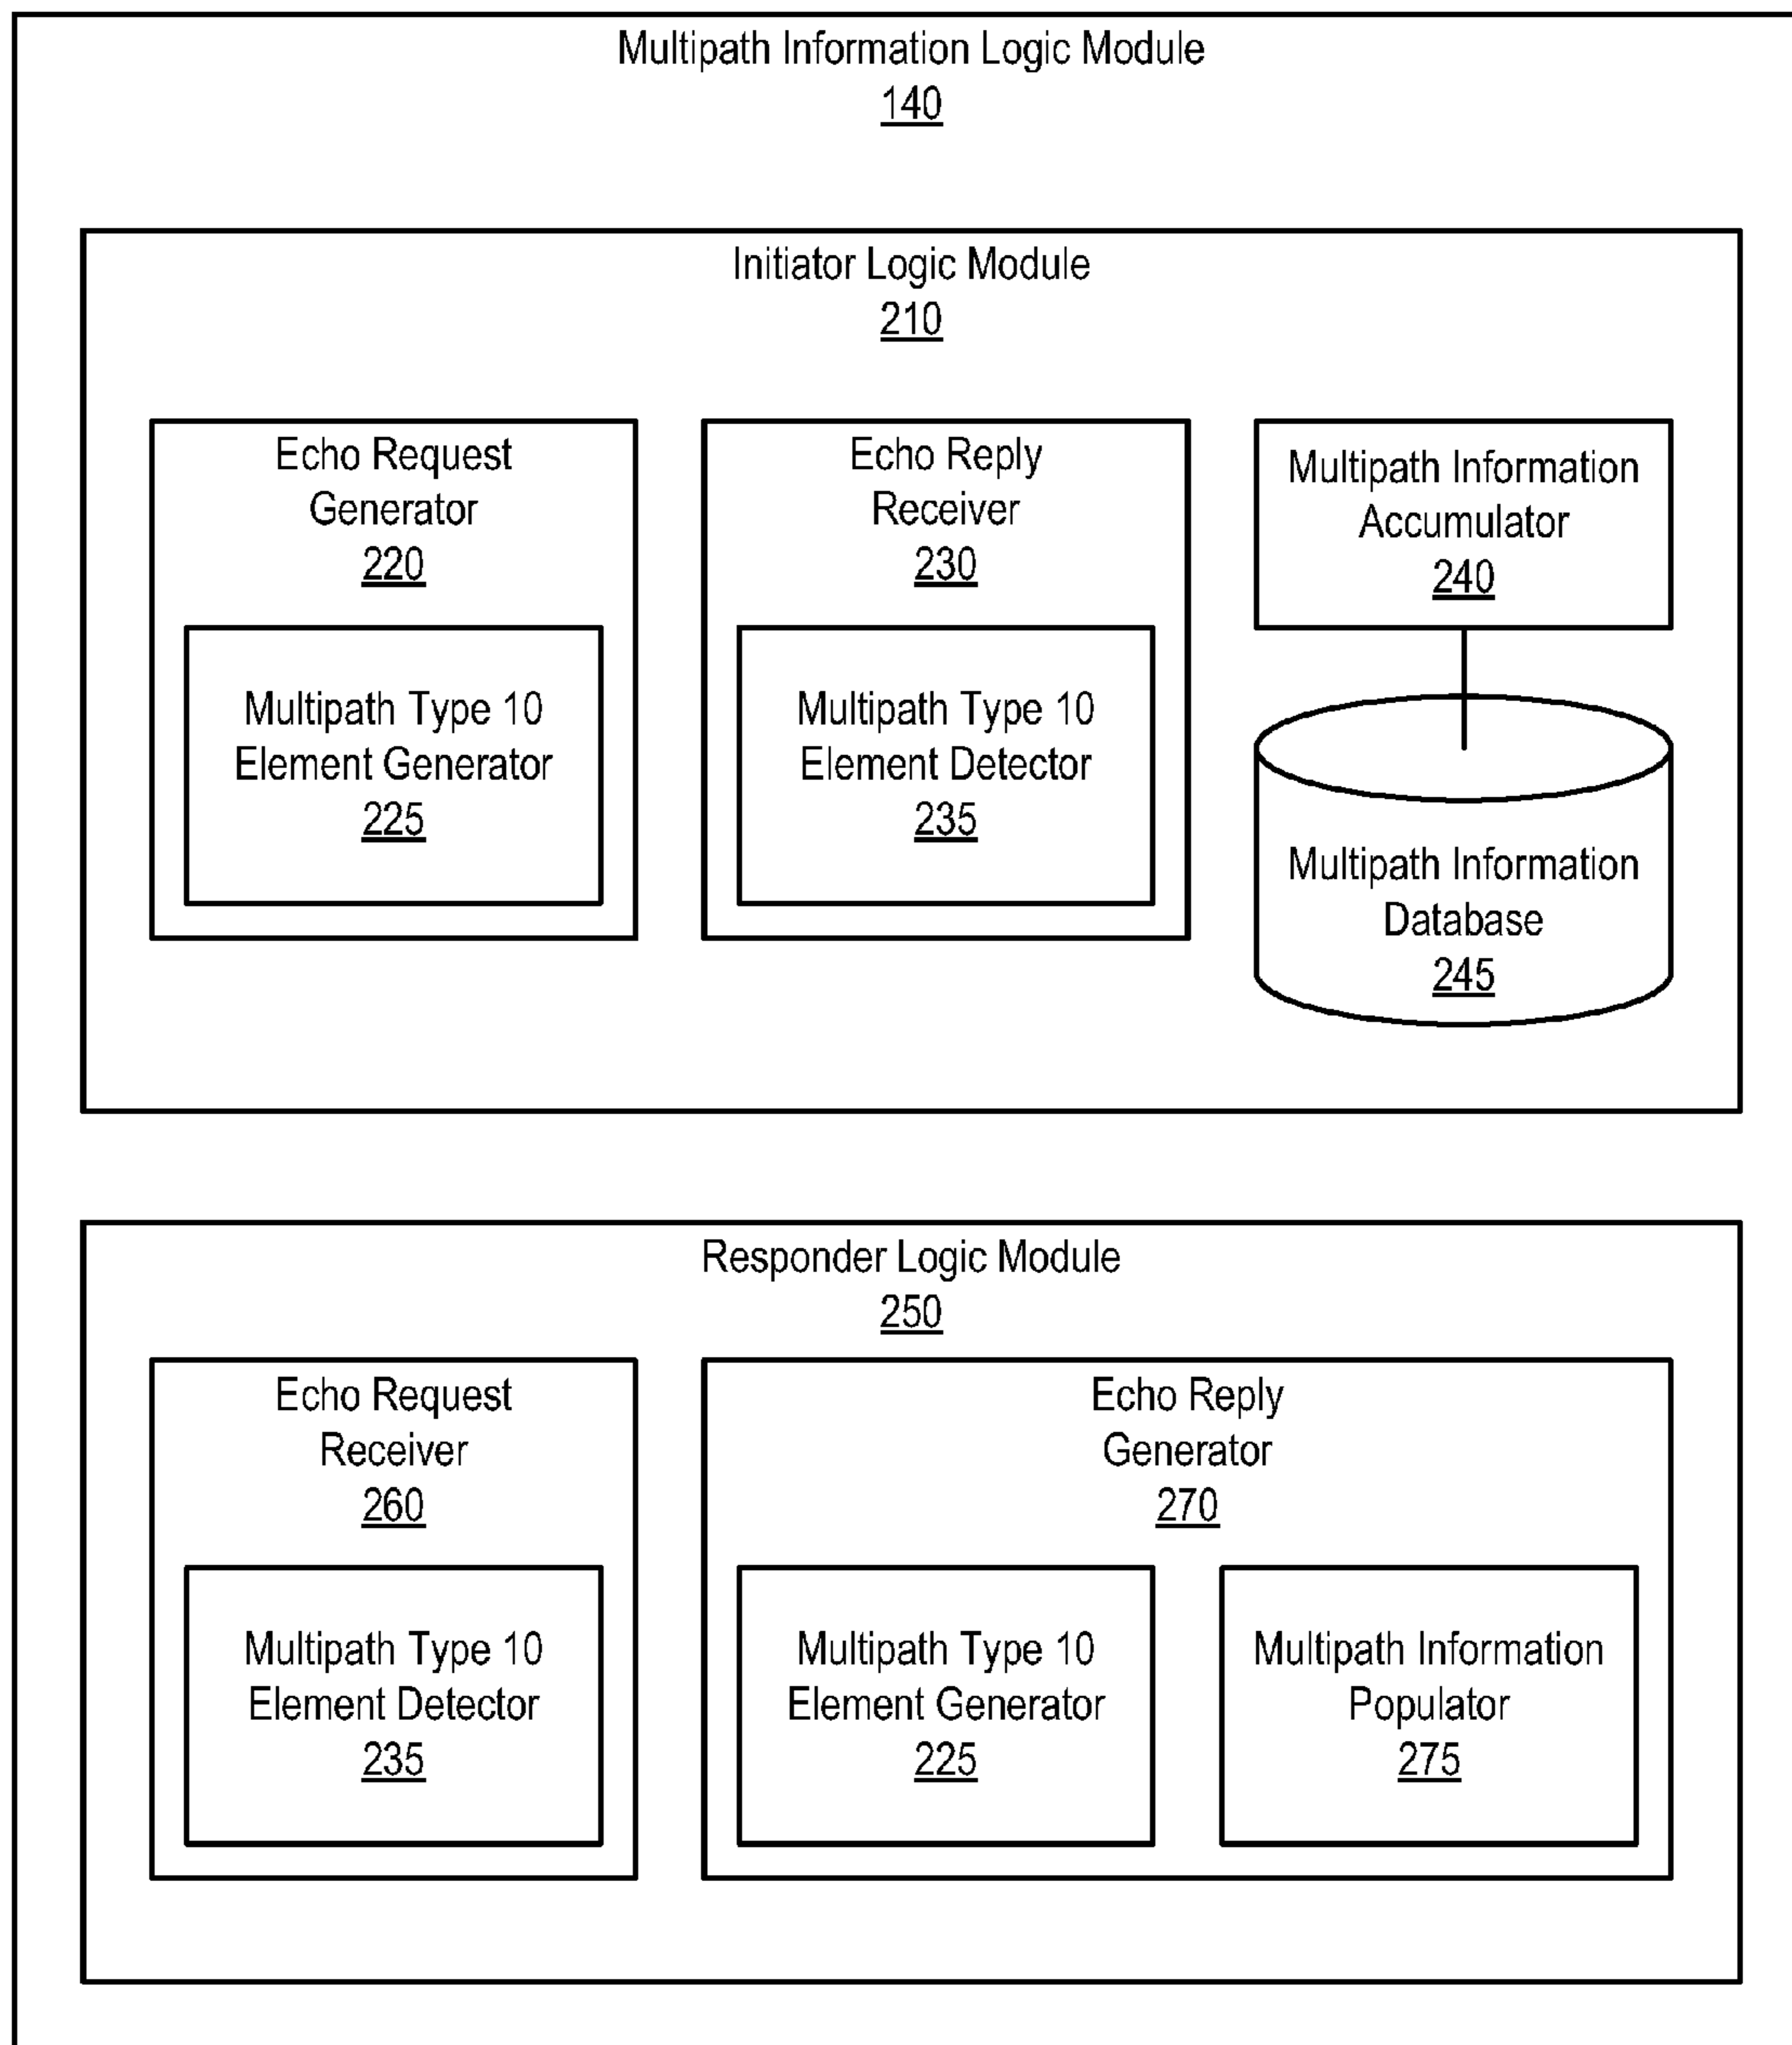 Multipath Information Logic Module
140
Initiator Logic Module
210
Echo Request
Generator
220
Multipath Type 10
Element Generator
225
Echo Reply
Receiver
230
Multipath Type 10
Element Detector
235
Multipath Information
Accumulator
240
Multipath Information
Database
245
Responder Logic Module
250
Echo Request
Receiver
260
Multipath Type 10
Element Detector
235
Echo Reply
Generator
270
Multipath Type 10
Element Generator
225
Multipath Information
Populator
275